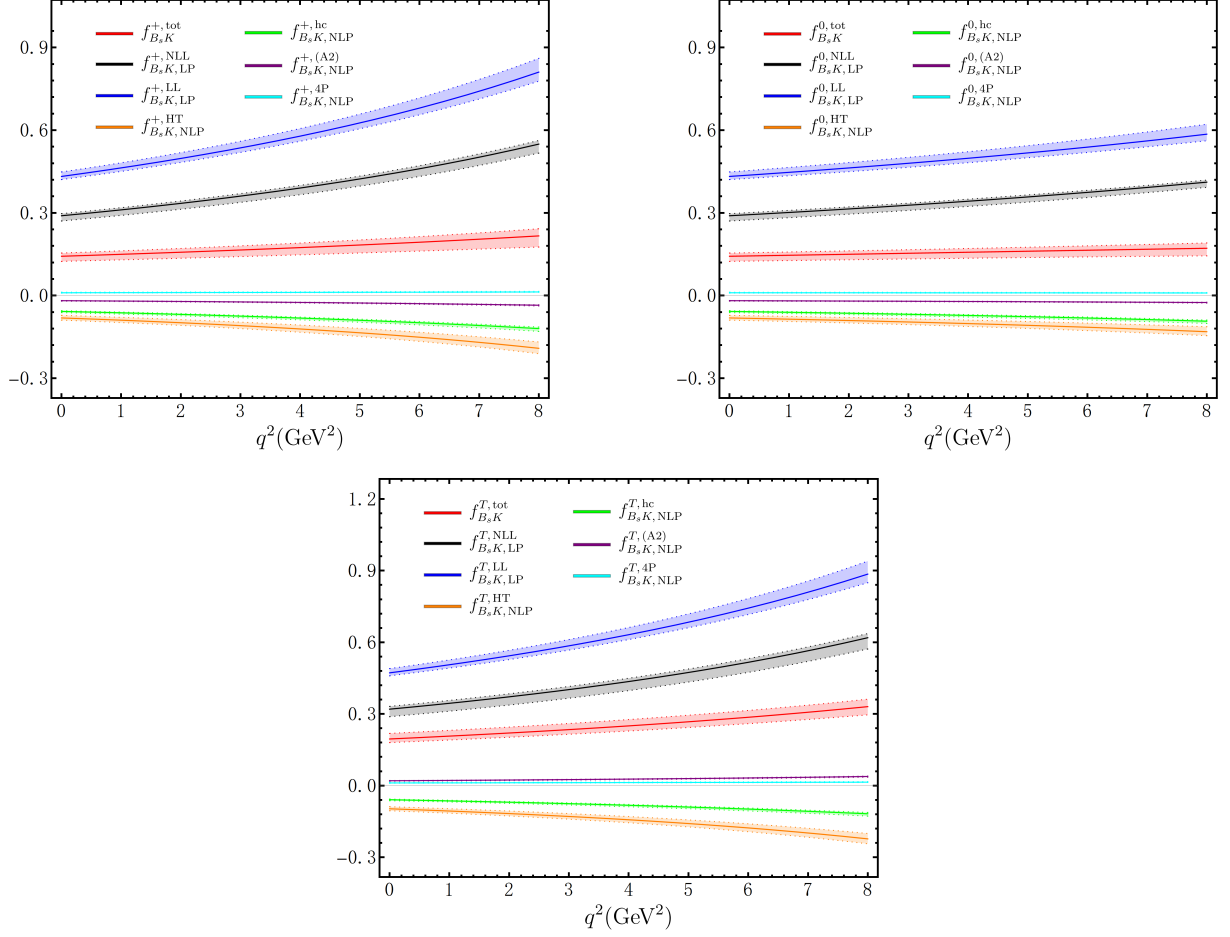 f^{+,tot}_{B_sK} f^{+,hc}_{B_sK,NLP}
f^{+,NLL}_{B_sK,LP} f^{+,(A2)}_{B_sK,NLP}
f^{+,LL}_{B_sK,LP} f^{+,4P}_{B_sK,NLP}
f^{+,HT}_{B_sK,NLP}
0.9
0.6
0.3
0.0
−0.3
0 1 2 3 4 5 6 7 8
q^2(GeV^2)
f^{0,tot}_{B_sK} f^{0,hc}_{B_sK,NLP}
f^{0,NLL}_{B_sK,LP} f^{0,(A2)}_{B_sK,NLP}
f^{0,LL}_{B_sK,LP} f^{0,4P}_{B_sK,NLP}
f^{0,HT}_{B_sK,NLP}
0.9
0.6
0.3
0.0
−0.3
0 1 2 3 4 5 6 7 8
q^2(GeV^2)
f^{T,tot}_{B_sK} f^{T,hc}_{B_sK,NLP}
f^{T,NLL}_{B_sK,LP} f^{T,(A2)}_{B_sK,NLP}
f^{T,LL}_{B_sK,LP} f^{T,4P}_{B_sK,NLP}
f^{T,HT}_{B_sK,NLP}
1.2
0.9
0.6
0.3
0.0
−0.3
0 1 2 3 4 5 6 7 8
q^2(GeV^2)